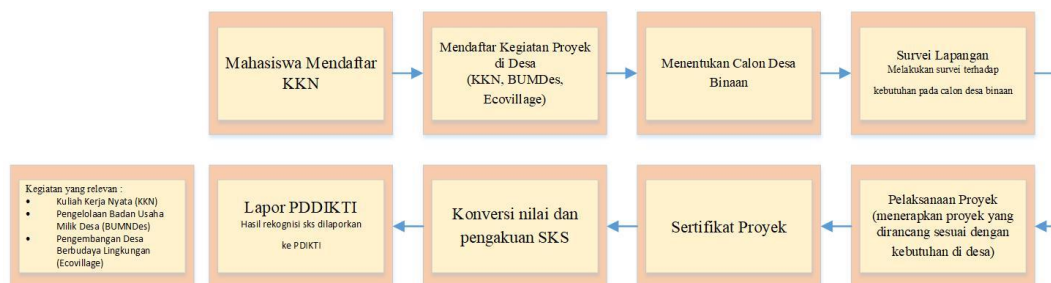 Mahasiswa Mendaftar
KKN
Mendaftar Kegiatan Proyek
di Desa
(KKN, BUMDes,
Ecovillage)
Menentukan Calon Desa
Binaan
Survei Lapangan
Melakukan survei terhadap
kebutuhan pada calon desa binaan
Pelaksanaan Proyek
(menerapkan proyek yang
dirancang sesuai dengan
kebutuhan di desa)
Sertifikat Proyek
Konversi nilai dan
pengakuan SKS
Lapor PDDIKTI
Hasil rekognisi sks dilaporkan
ke PDIKTI
Kegiatan yang relevan :
• Kuliah Kerja Nyata (KKN)
• Pengelolaan Badan Usaha
Milik Desa (BUMNDes)
• Pengembangan Desa
Berbudaya Lingkungan
(Ecovillage)